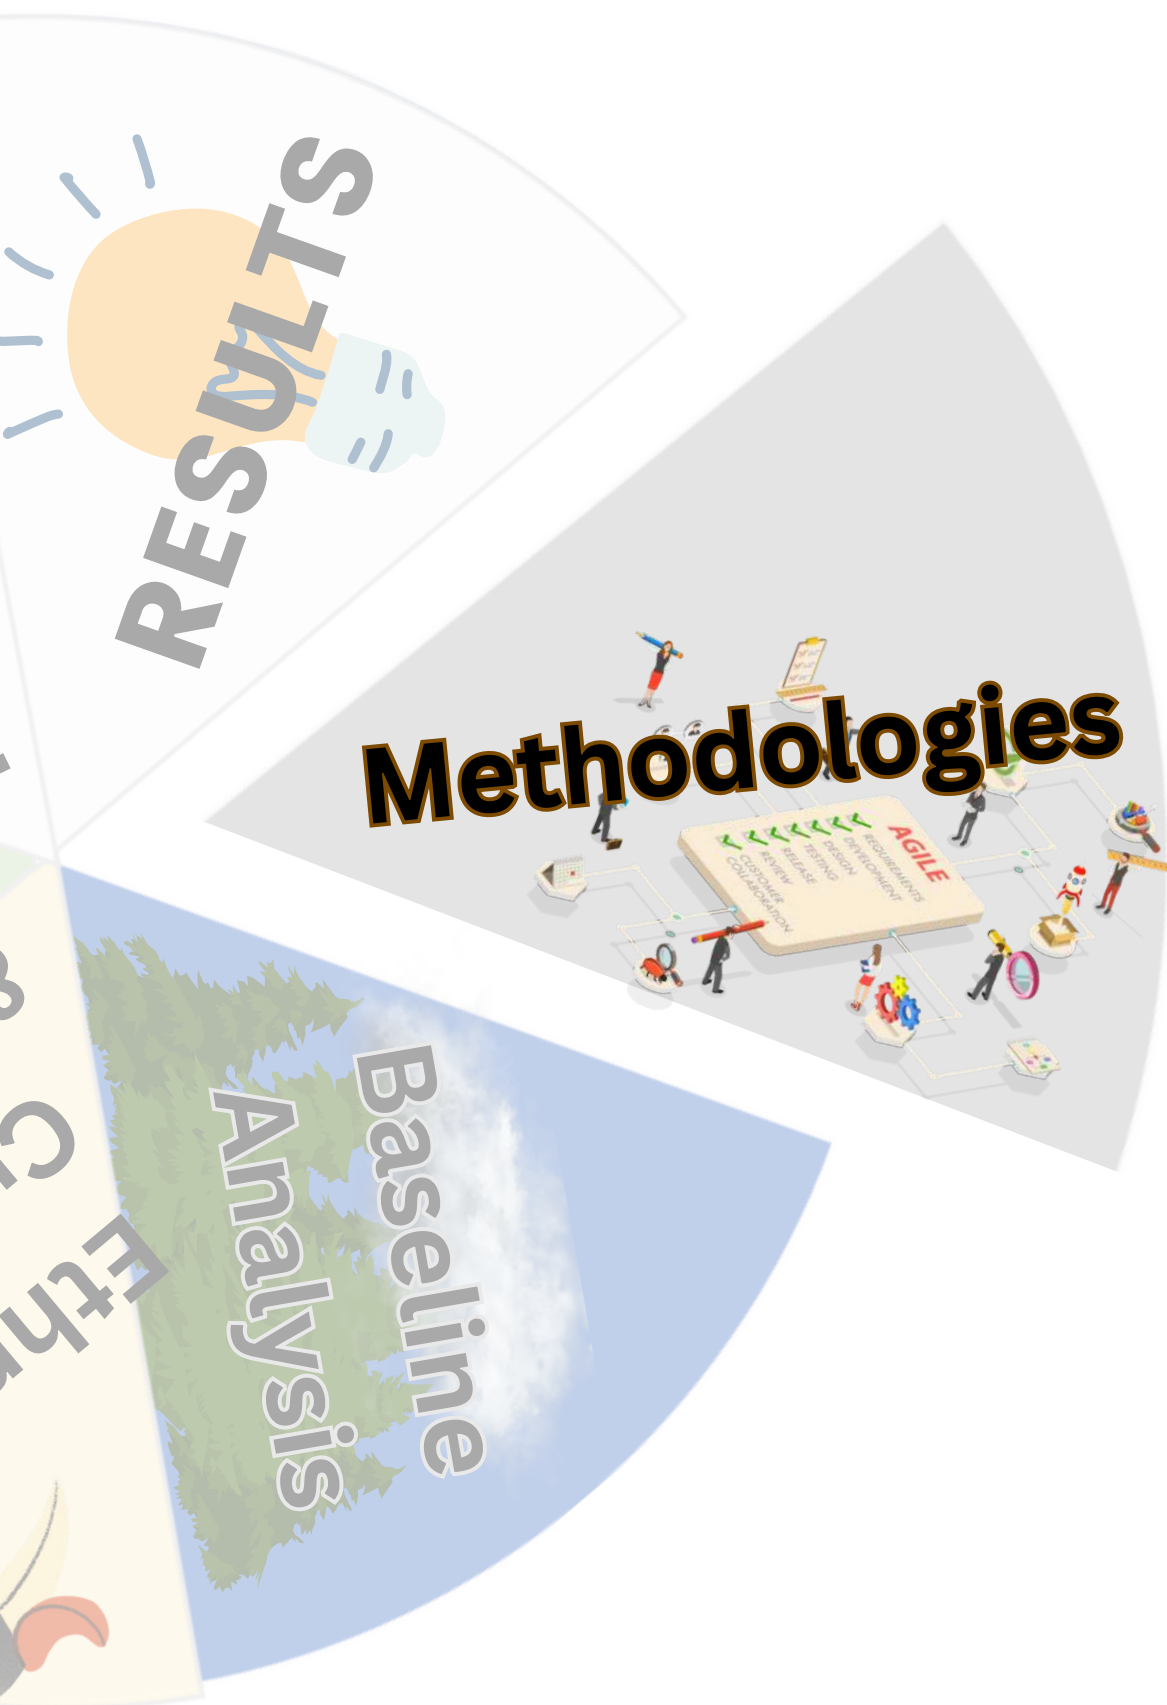 RESULTS
Methodologies
AGILE
REQUIREMENTS
DEVELOPMENT
DESIGN
TESTING
RELEASE
REVIEW
CUSTOMER
COLLABORATION
Baseline
Analysis
&